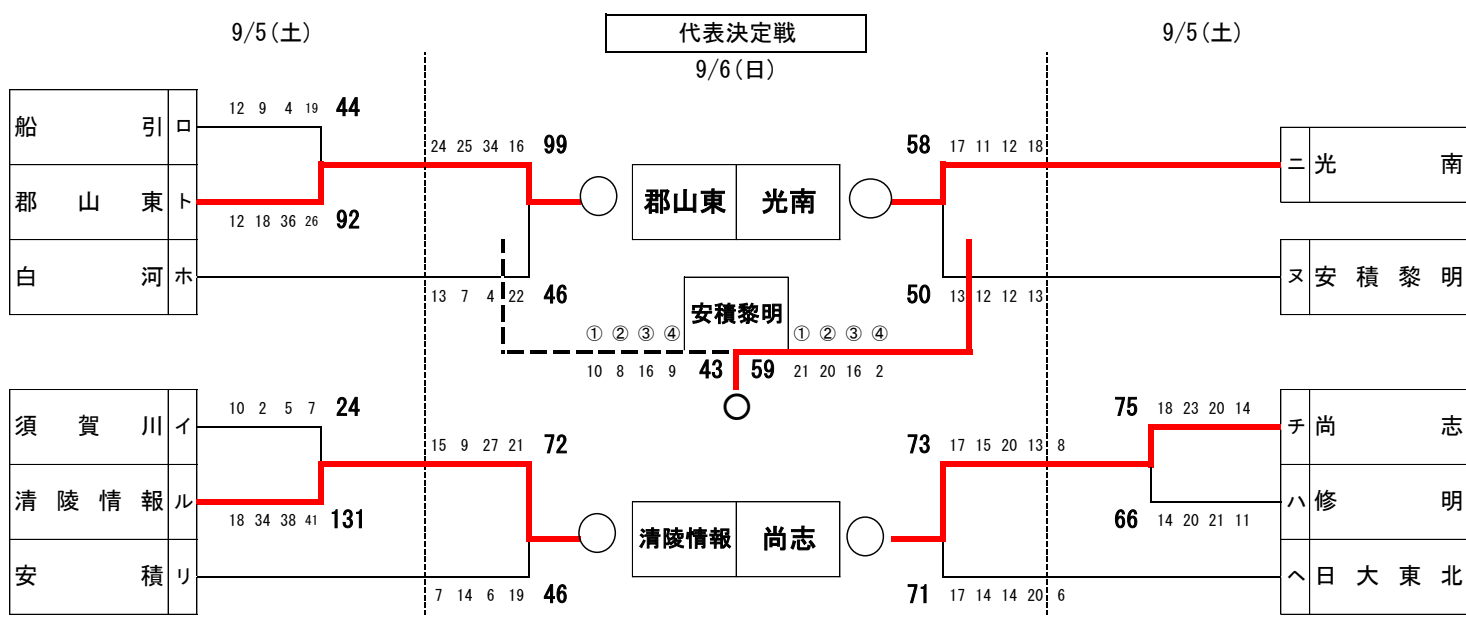 9/5(土)
代表決定戦
9/6(日)
9/5(土)
船引 ロ
12 9 4 19 44
郡山東 ト
12 18 36 26 92
白河 ホ
24 25 34 16 99
13 7 4 22 46
郡山東 光南
58 17 11 12 18
50 13 12 12 13
ニ 光南
ヌ 安積黎明
安積黎明
① ② ③ ④
10 8 16 9 43
① ② ③ ④
59 21 20 16 2
須賀川 イ
10 2 5 7 24
清陵情報 ル
18 34 38 41 131
安積 リ
15 9 27 21 72
7 14 6 19 46
清陵情報 尚志
73 17 15 20 13 8
71 17 14 14 20 6
75 18 23 20 14
66 14 20 21 11
チ 尚志
ハ 修明
ヘ 日大東北